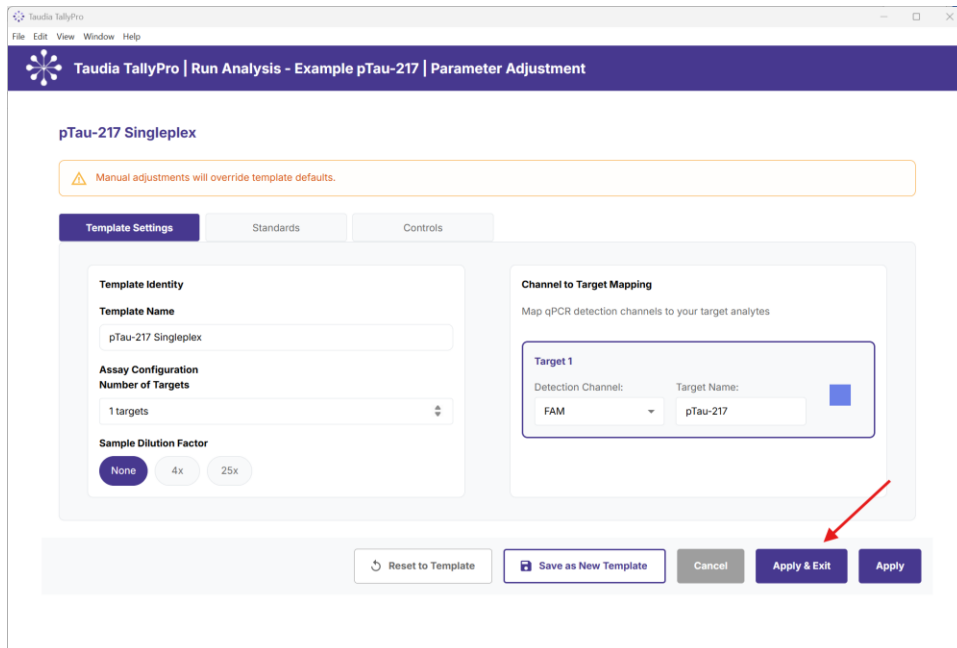 Taudia TallyPro
File Edit View Window Help
Taudia TallyPro | Run Analysis - Example pTau-217 | Parameter Adjustment
pTau-217 Singleplex
Manual adjustments will override template defaults.
Template Settings Standards Controls
Template Identity
Template Name
pTau-217 Singleplex
Assay Configuration
Number of Targets
1 targets
Sample Dilution Factor
None 4x 25x
Channel to Target Mapping
Map qPCR detection channels to your target analytes
Target 1
Detection Channel: Target Name:
FAM pTau-217
Reset to Template Save as New Template Cancel Apply & Exit Apply